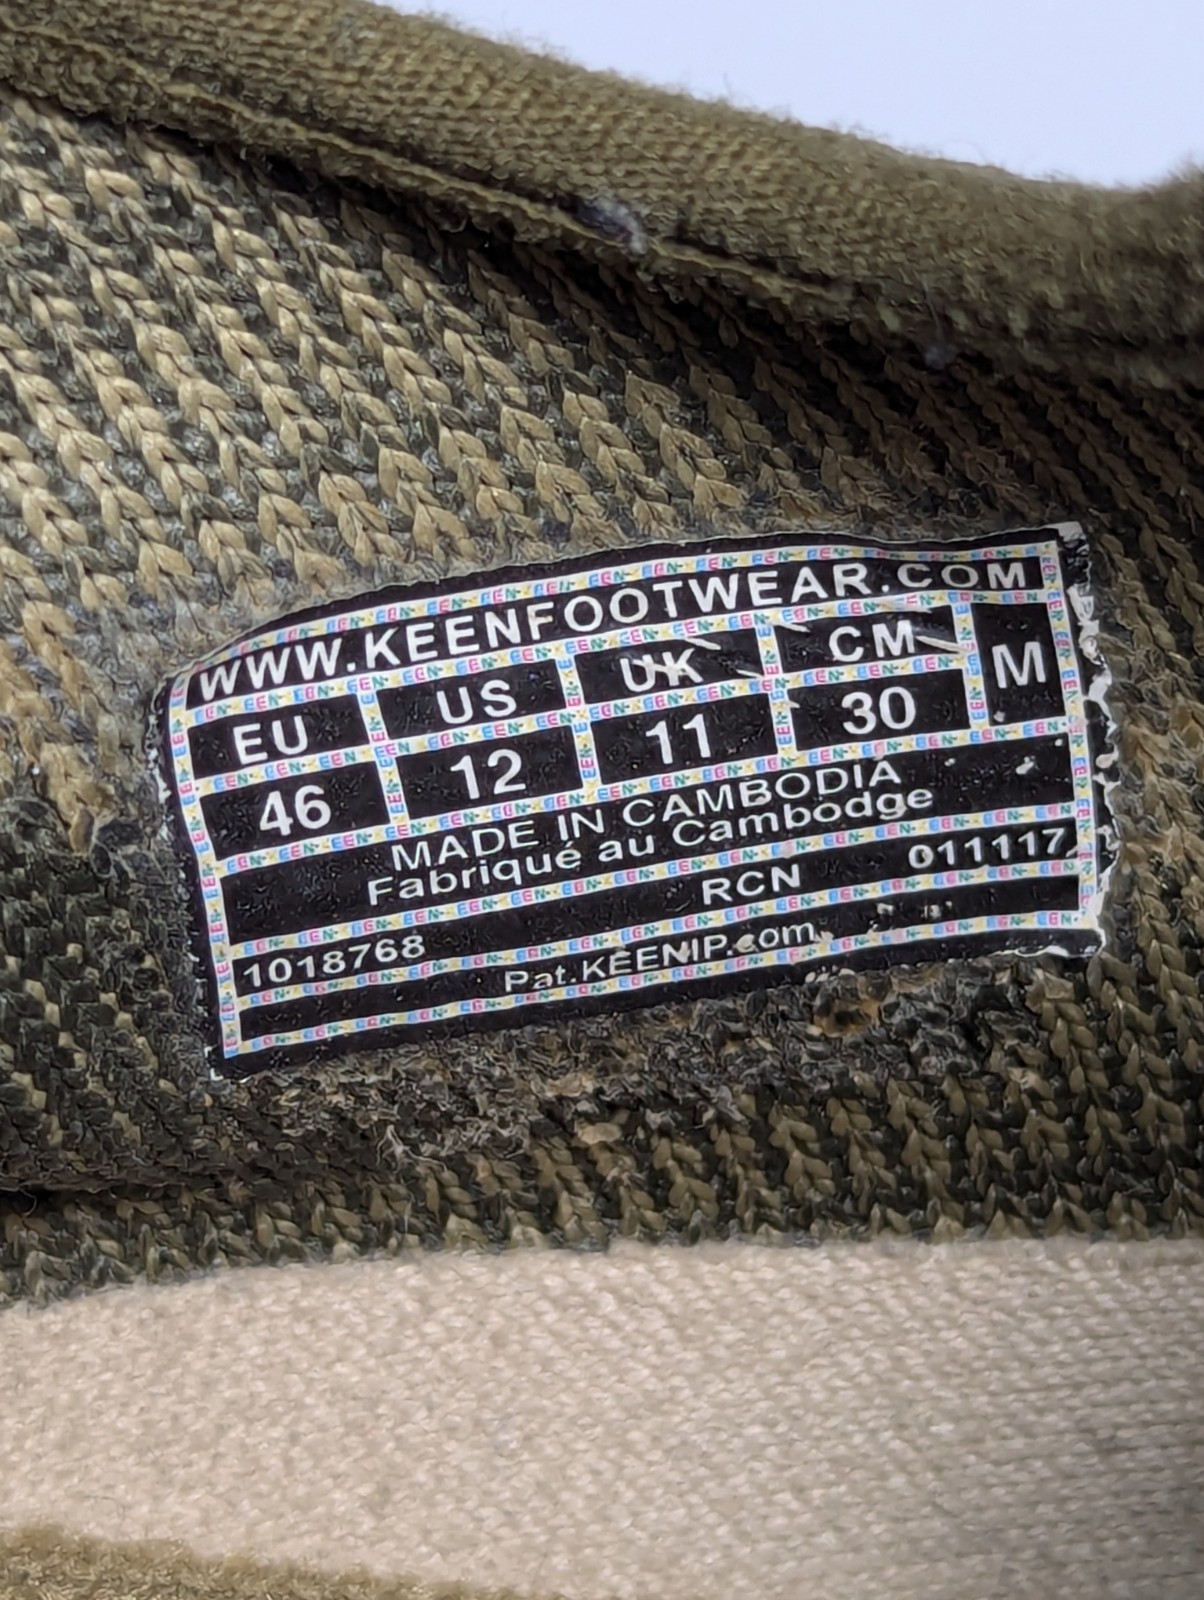 WWW.KEENFOOTWEAR.COM
EU US UK CM M
46 12 11 30
MADE IN CAMBODIA
Fabriqué au Cambodge
1018768 RCN 011117
Pat.KEENIP.com